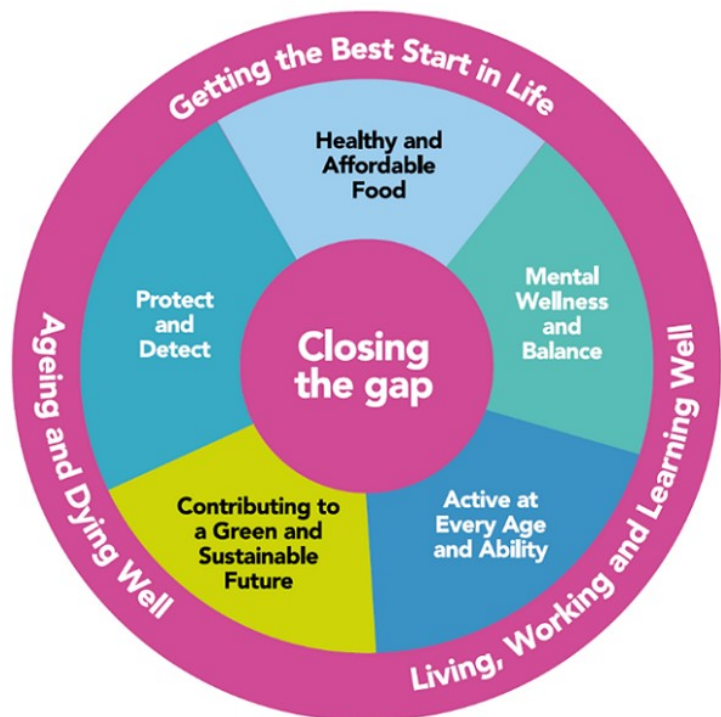 Getting the Best Start in Life
Healthy and
Affordable
Food
Mental
Wellness
and
Balance
Protect
and
Detect
Closing
the gap
Active at
Every Age
and Ability
Contributing to
a Green and
Sustainable
Future
Living, Working and Learning Well
Ageing and Dying Well